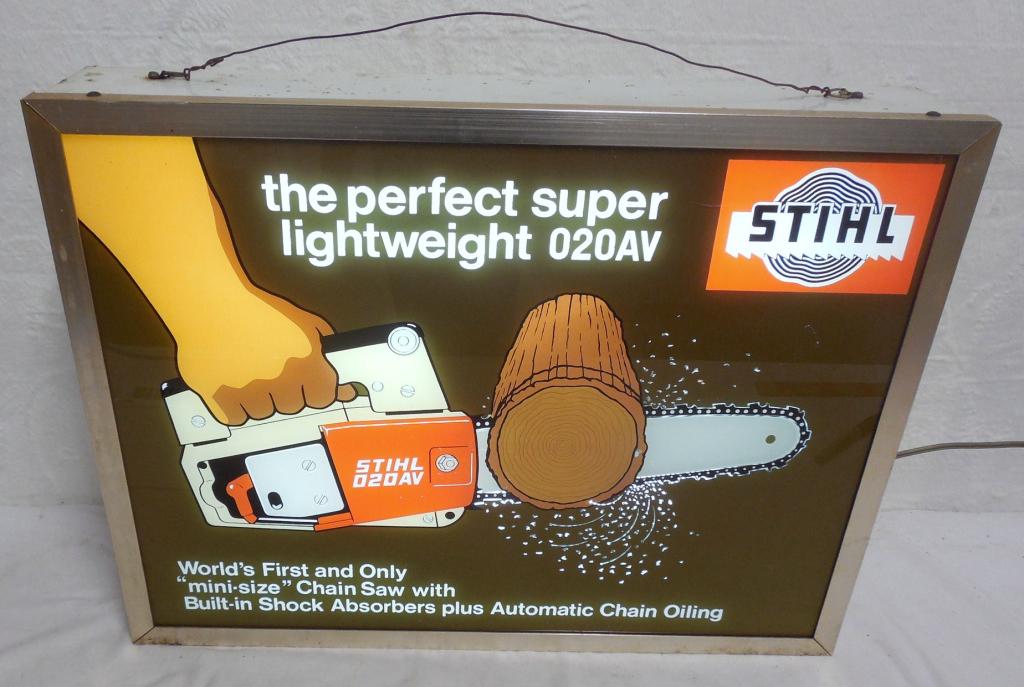 the perfect super
lightweight 020AV
STIHL
STIHL
020AV
World's First and Only
"mini-size" Chain Saw with
Built-in Shock Absorbers plus Automatic Chain Oiling